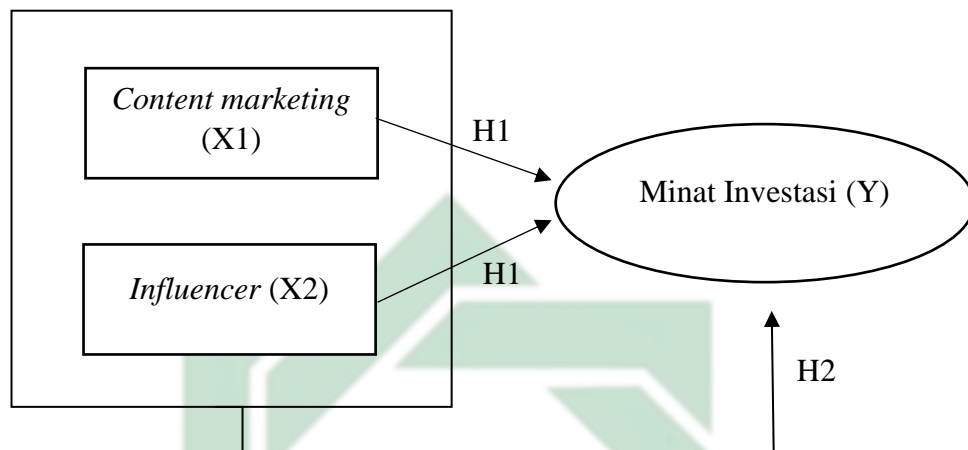 Content marketing
(X1)
H1
Minat Investasi (Y)
Influencer (X2)
H1
H2